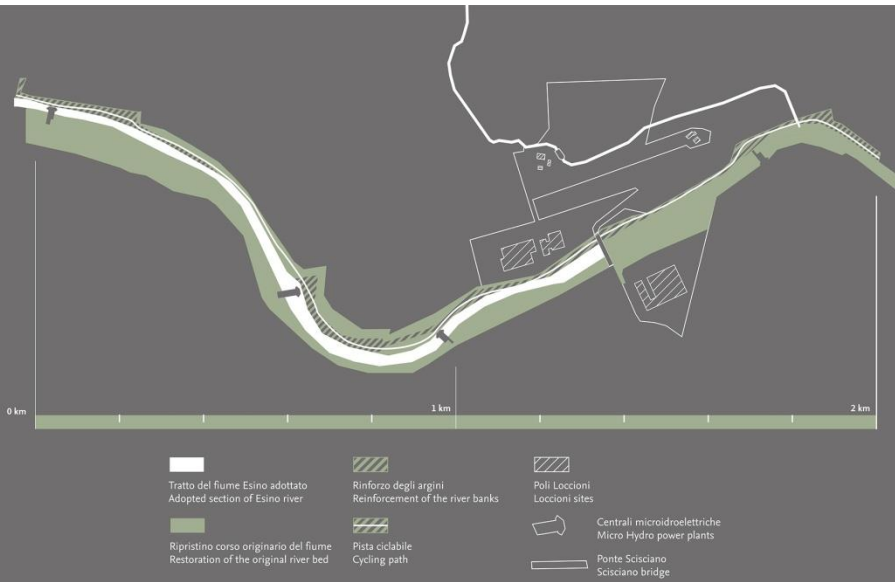 0 km
1 km
2 km
Tratto del fiume Esino adottato
Adopted section of Esino river
Rinforzo degli argini
Reinforcement of the river banks
Poli Loccioni
Loccioni sites
Ripristino corso originario del fiume
Restoration of the original river bed
Pista ciclabile
Cycling path
Centrali microidroelettriche
Micro Hydro power plants
Ponte Scisciano
Scisciano bridge